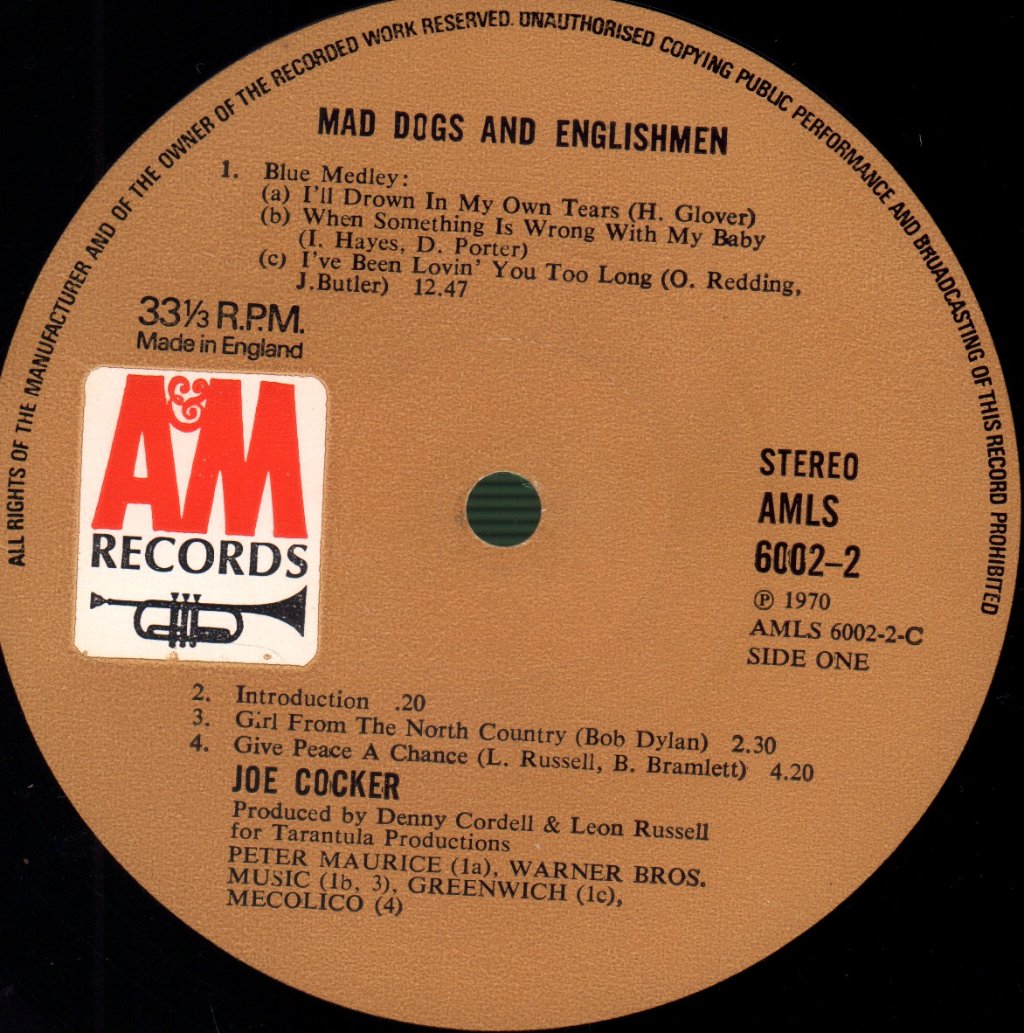 ALL RIGHTS OF THE MANUFACTURER AND OF THE OWNER OF THE RECORDED WORK RESERVED. UNAUTHORISED COPYING PUBLIC PERFORMANCE AND BROADCASTING OF THIS RECORD PROHIBITED
MAD DOGS AND ENGLISHMEN
1. Blue Medley:
(a) I'll Drown In My Own Tears (H. Glover)
(b) When Something Is Wrong With My Baby
(I. Hayes, D. Porter)
(c) I've Been Lovin' You Too Long (O. Redding,
J.Butler) 12.47
33⅓ R.P.M.
Made in England
A&M
RECORDS
STEREO
AMLS
6002-2
℗ 1970
AMLS 6002-2-C
SIDE ONE
2. Introduction .20
3. Girl From The North Country (Bob Dylan) 2.30
4. Give Peace A Chance (L. Russell, B. Bramlett) 4.20
JOE COCKER
Produced by Denny Cordell & Leon Russell
for Tarantula Productions
PETER MAURICE (1a), WARNER BROS.
MUSIC (1b, 3), GREENWICH (1c),
MECOLICO (4)